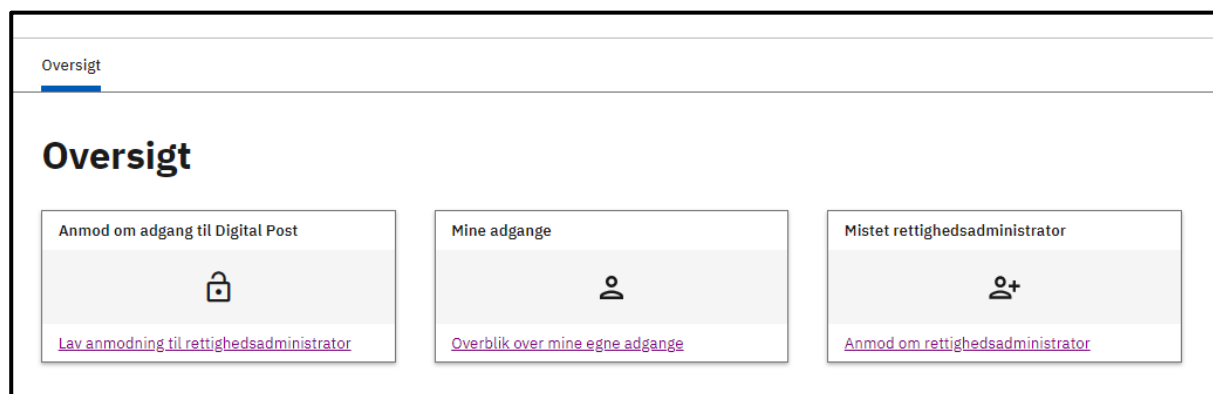 Oversigt
Oversigt
Anmod om adgang til Digital Post
Mine adgange
Mistet rettighedsadministrator
Lav anmodning til rettighedsadministrator
Overblik over mine egne adgange
Anmod om rettighedsadministrator